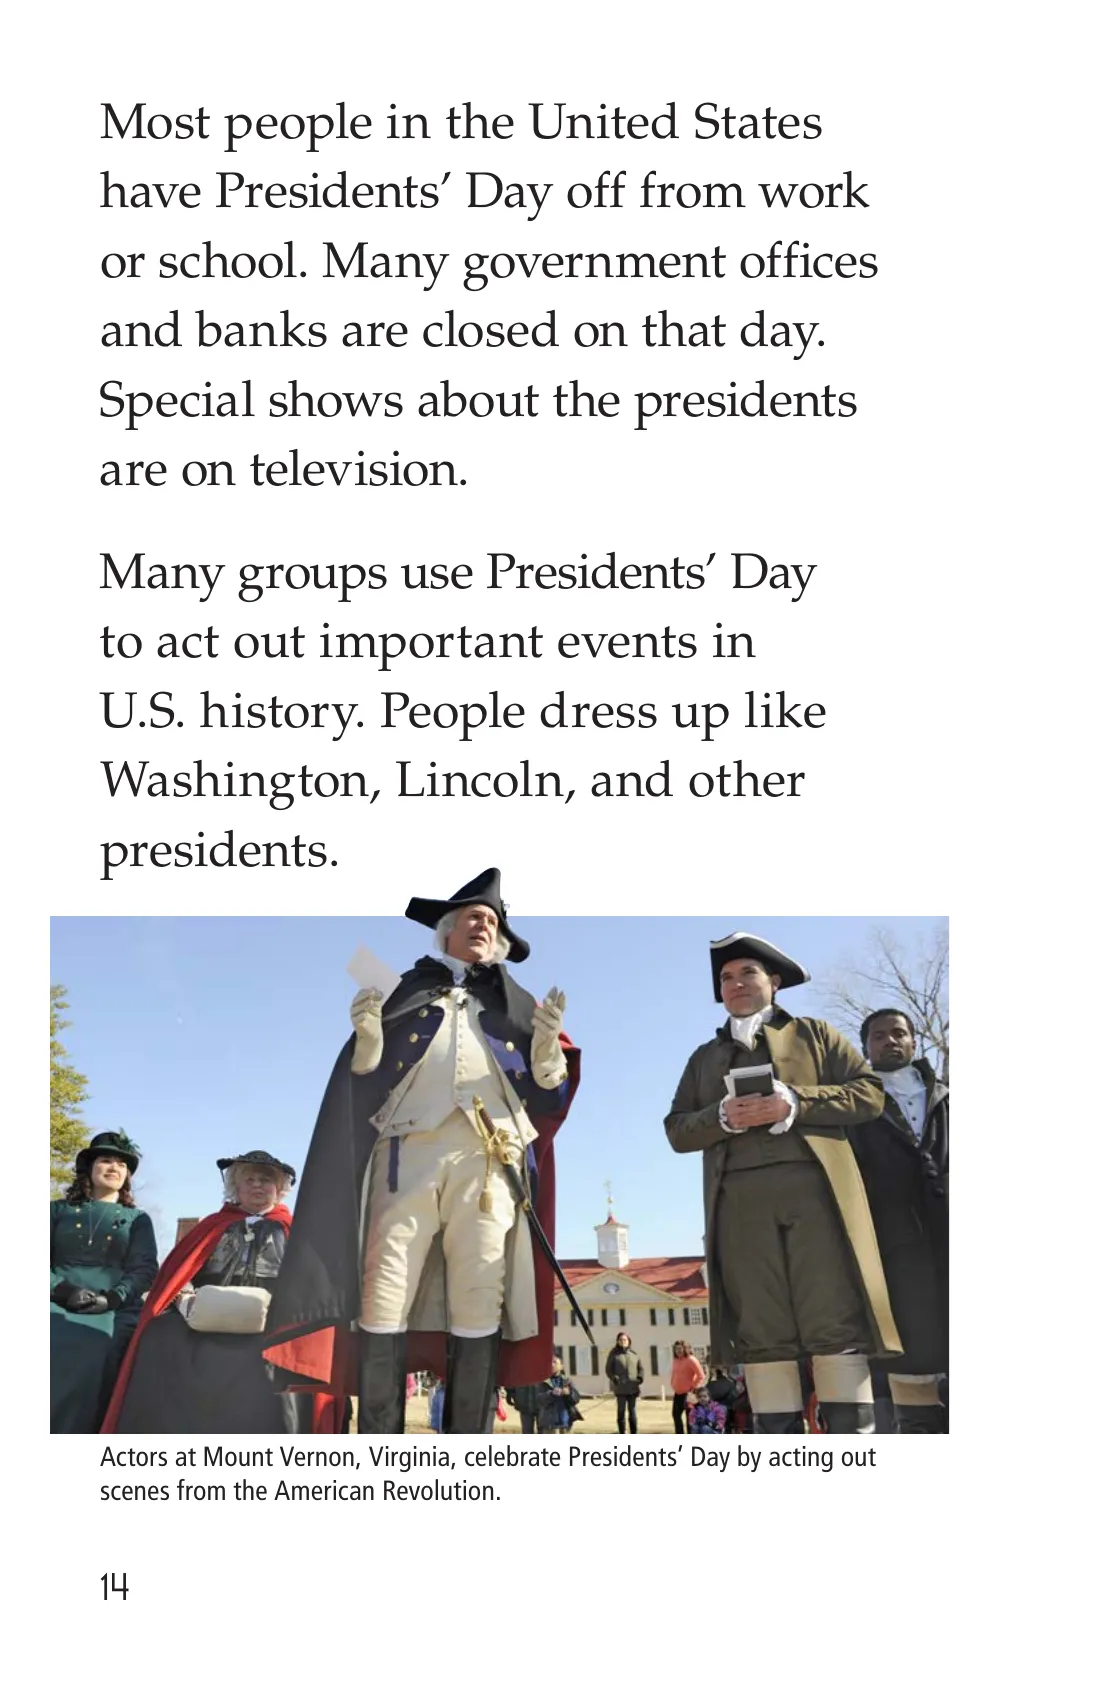 Most people in the United States
have Presidents’ Day off from work
or school. Many government offices
and banks are closed on that day.
Special shows about the presidents
are on television.
Many groups use Presidents’ Day
to act out important events in
U.S. history. People dress up like
Washington, Lincoln, and other
presidents.
Actors at Mount Vernon, Virginia, celebrate Presidents’ Day by acting out
scenes from the American Revolution.
14